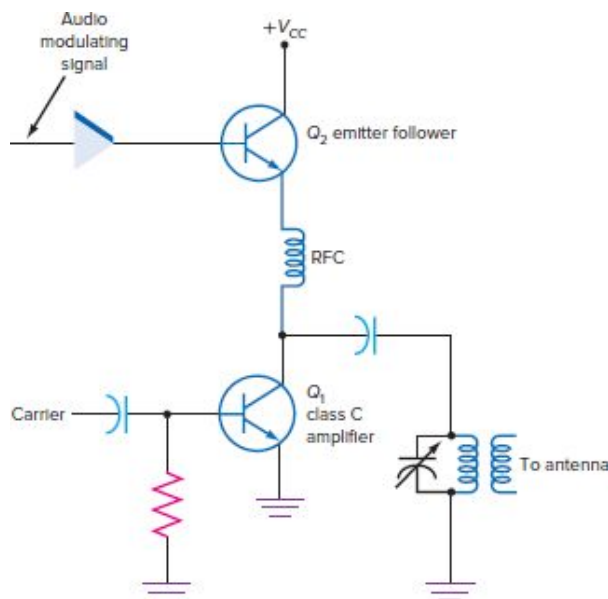 Audio
modulating
signal
+VCC
Q2 emitter follower
RFC
Q1
class C
amplifier
Carrier
To antenna